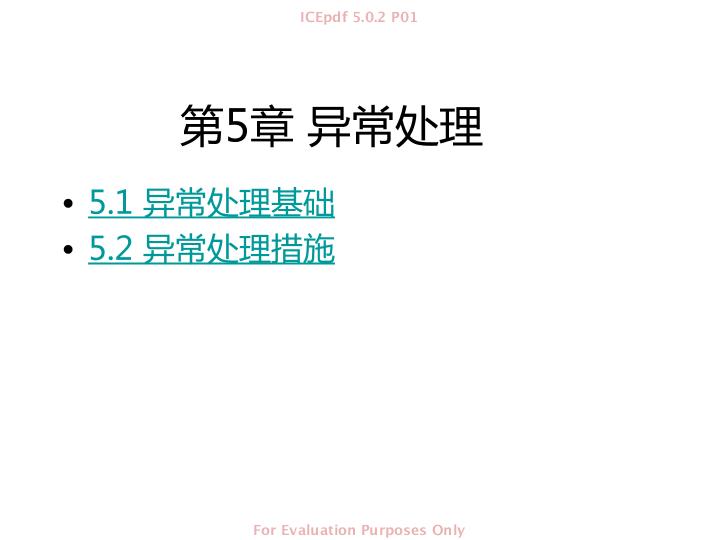 ICEpdf 5.0.2 P01
第5章 异常处理
• 5.1 异常处理基础
• 5.2 异常处理措施
For Evaluation Purposes Only